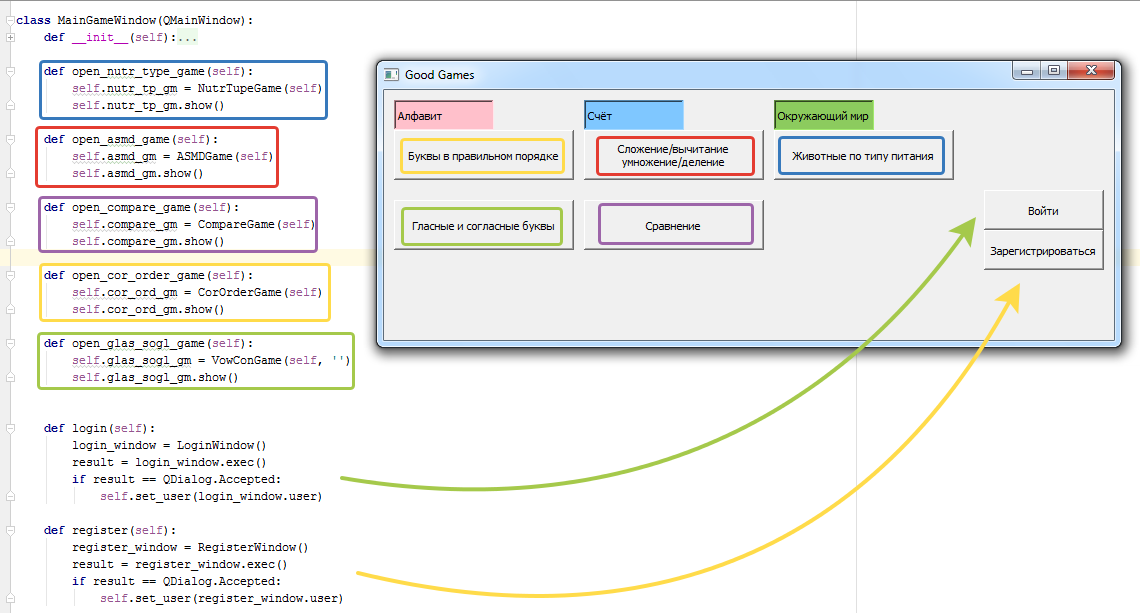 class MainGameWindow(QMainWindow):
def __init__(self):...
def open_nutr_type_game(self):
self.nutr_tp_gm = NutrTupeGame(self)
self.nutr_tp_gm.show()
def open_asmd_game(self):
self.asmd_gm = ASMDGame(self)
self.asmd_gm.show()
def open_compare_game(self):
self.compare_gm = CompareGame(self)
self.compare_gm.show()
def open_cor_order_game(self):
self.cor_ord_gm = CorOrderGame(self)
self.cor_ord_gm.show()
def open_glas_sogl_game(self):
self.glas_sogl_gm = VowConGame(self, '')
self.glas_sogl_gm.show()
def login(self):
login_window = LoginWindow()
result = login_window.exec()
if result == QDialog.Accepted:
self.set_user(login_window.user)
def register(self):
register_window = RegisterWindow()
result = register_window.exec()
if result == QDialog.Accepted:
self.set_user(register_window.user)
Good Games
Алфавит
Счёт
Окружающий мир
Буквы в правильном порядке
Сложение/вычитание
умножение/деление
Животные по типу питания
Гласные и согласные буквы
Сравнение
Войти
Зарегистрироваться